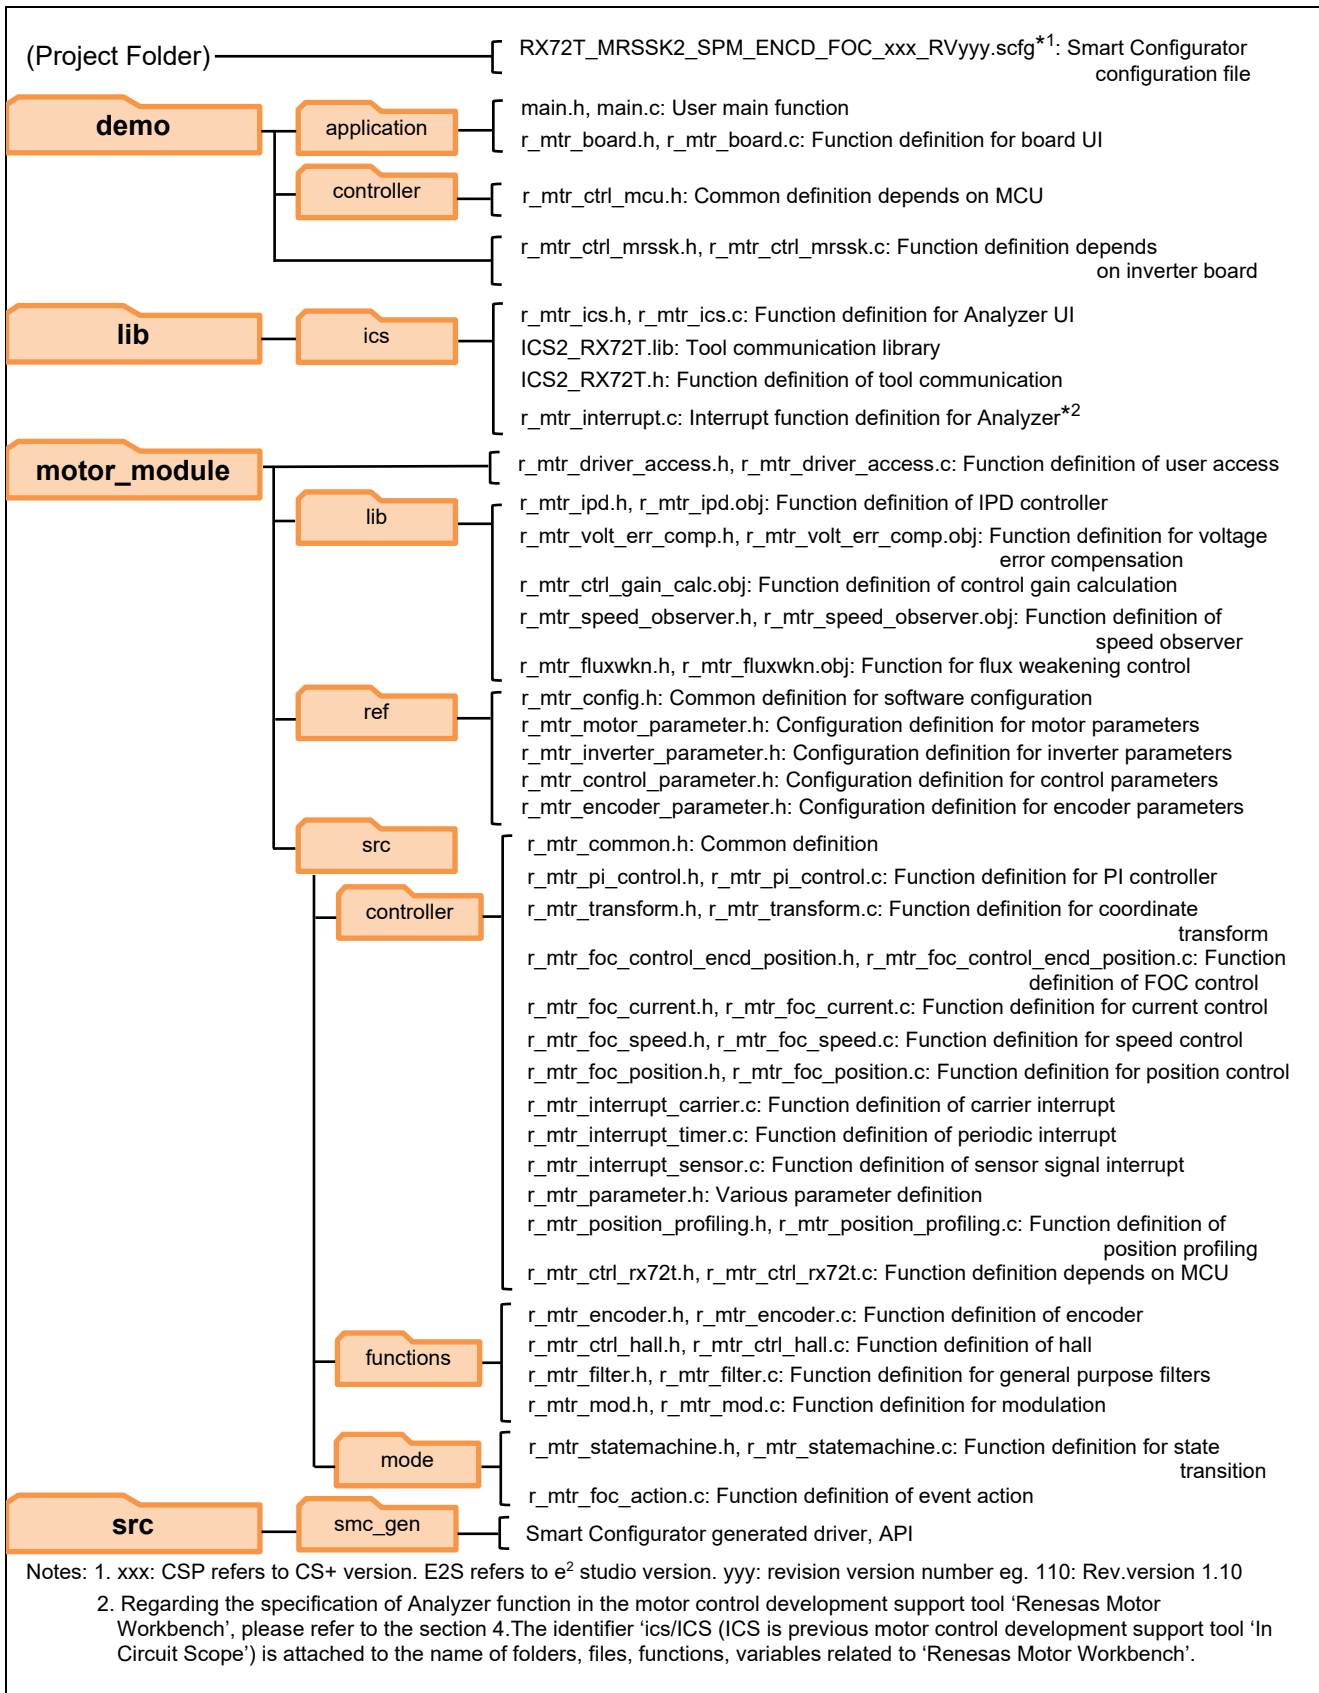 (Project Folder)
RX72T_MRSSK2_SPM_ENCD_FOC_xxx_RVyyy.scfg*1: Smart Configurator
configuration file
demo
application
main.h, main.c: User main function
r_mtr_board.h, r_mtr_board.c: Function definition for board UI
controller
r_mtr_ctrl_mcu.h: Common definition depends on MCU
r_mtr_ctrl_mrssk.h, r_mtr_ctrl_mrssk.c: Function definition depends
on inverter board
lib
ics
r_mtr_ics.h, r_mtr_ics.c: Function definition for Analyzer UI
ICS2_RX72T.lib: Tool communication library
ICS2_RX72T.h: Function definition of tool communication
r_mtr_interrupt.c: Interrupt function definition for Analyzer*2
motor_module
r_mtr_driver_access.h, r_mtr_driver_access.c: Function definition of user access
lib
r_mtr_ipd.h, r_mtr_ipd.obj: Function definition of IPD controller
r_mtr_volt_err_comp.h, r_mtr_volt_err_comp.obj: Function definition for voltage
error compensation
r_mtr_ctrl_gain_calc.obj: Function definition of control gain calculation
r_mtr_speed_observer.h, r_mtr_speed_observer.obj: Function definition of
speed observer
r_mtr_fluxwkn.h, r_mtr_fluxwkn.obj: Function for flux weakening control
ref
r_mtr_config.h: Common definition for software configuration
r_mtr_motor_parameter.h: Configuration definition for motor parameters
r_mtr_inverter_parameter.h: Configuration definition for inverter parameters
r_mtr_control_parameter.h: Configuration definition for control parameters
r_mtr_encoder_parameter.h: Configuration definition for encoder parameters
src
controller
r_mtr_common.h: Common definition
r_mtr_pi_control.h, r_mtr_pi_control.c: Function definition for PI controller
r_mtr_transform.h, r_mtr_transform.c: Function definition for coordinate
transform
r_mtr_foc_control_encd_position.h, r_mtr_foc_control_encd_position.c: Function
definition of FOC control
r_mtr_foc_current.h, r_mtr_foc_current.c: Function definition for current control
r_mtr_foc_speed.h, r_mtr_foc_speed.c: Function definition for speed control
r_mtr_foc_position.h, r_mtr_foc_position.c: Function definition for position control
r_mtr_interrupt_carrier.c: Function definition of carrier interrupt
r_mtr_interrupt_timer.c: Function definition of periodic interrupt
r_mtr_interrupt_sensor.c: Function definition of sensor signal interrupt
r_mtr_parameter.h: Various parameter definition
r_mtr_position_profiling.h, r_mtr_position_profiling.c: Function definition of
position profiling
r_mtr_ctrl_rx72t.h, r_mtr_ctrl_rx72t.c: Function definition depends on MCU
functions
r_mtr_encoder.h, r_mtr_encoder.c: Function definition of encoder
r_mtr_ctrl_hall.h, r_mtr_ctrl_hall.c: Function definition of hall
r_mtr_filter.h, r_mtr_filter.c: Function definition for general purpose filters
r_mtr_mod.h, r_mtr_mod.c: Function definition for modulation
mode
r_mtr_statemachine.h, r_mtr_statemachine.c: Function definition for state
transition
r_mtr_foc_action.c: Function definition of event action
src
smc_gen
Smart Configurator generated driver, API
Notes: 1. xxx: CSP refers to CS+ version. E2S refers to e2 studio version. yyy: revision version number eg. 110: Rev.version 1.10
2. Regarding the specification of Analyzer function in the motor control development support tool ‘Renesas Motor
Workbench’, please refer to the section 4.The identifier ‘ics/ICS (ICS is previous motor control development support tool ‘In
Circuit Scope’) is attached to the name of folders, files, functions, variables related to ‘Renesas Motor Workbench’.